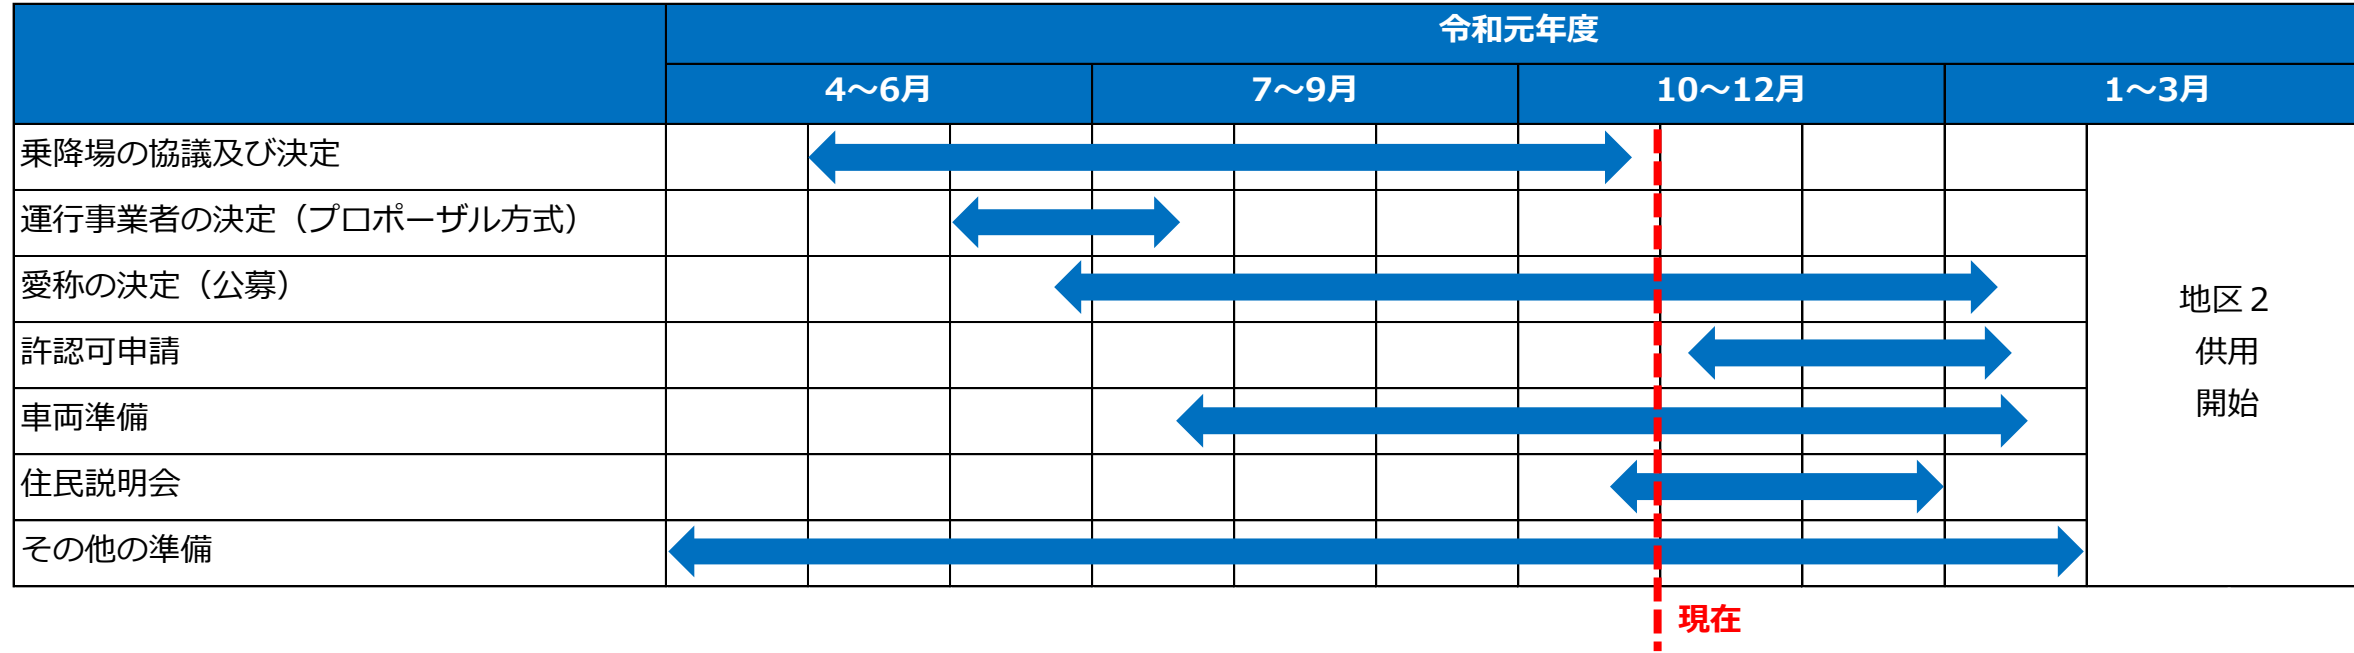 令和元年度
4～6月
7～9月
10～12月
1～3月
乗降場の協議及び決定
運行事業者の決定（プロポーザル方式）
愛称の決定（公募）
許認可申請
車両準備
住民説明会
その他の準備
地区２
供用
開始
現在